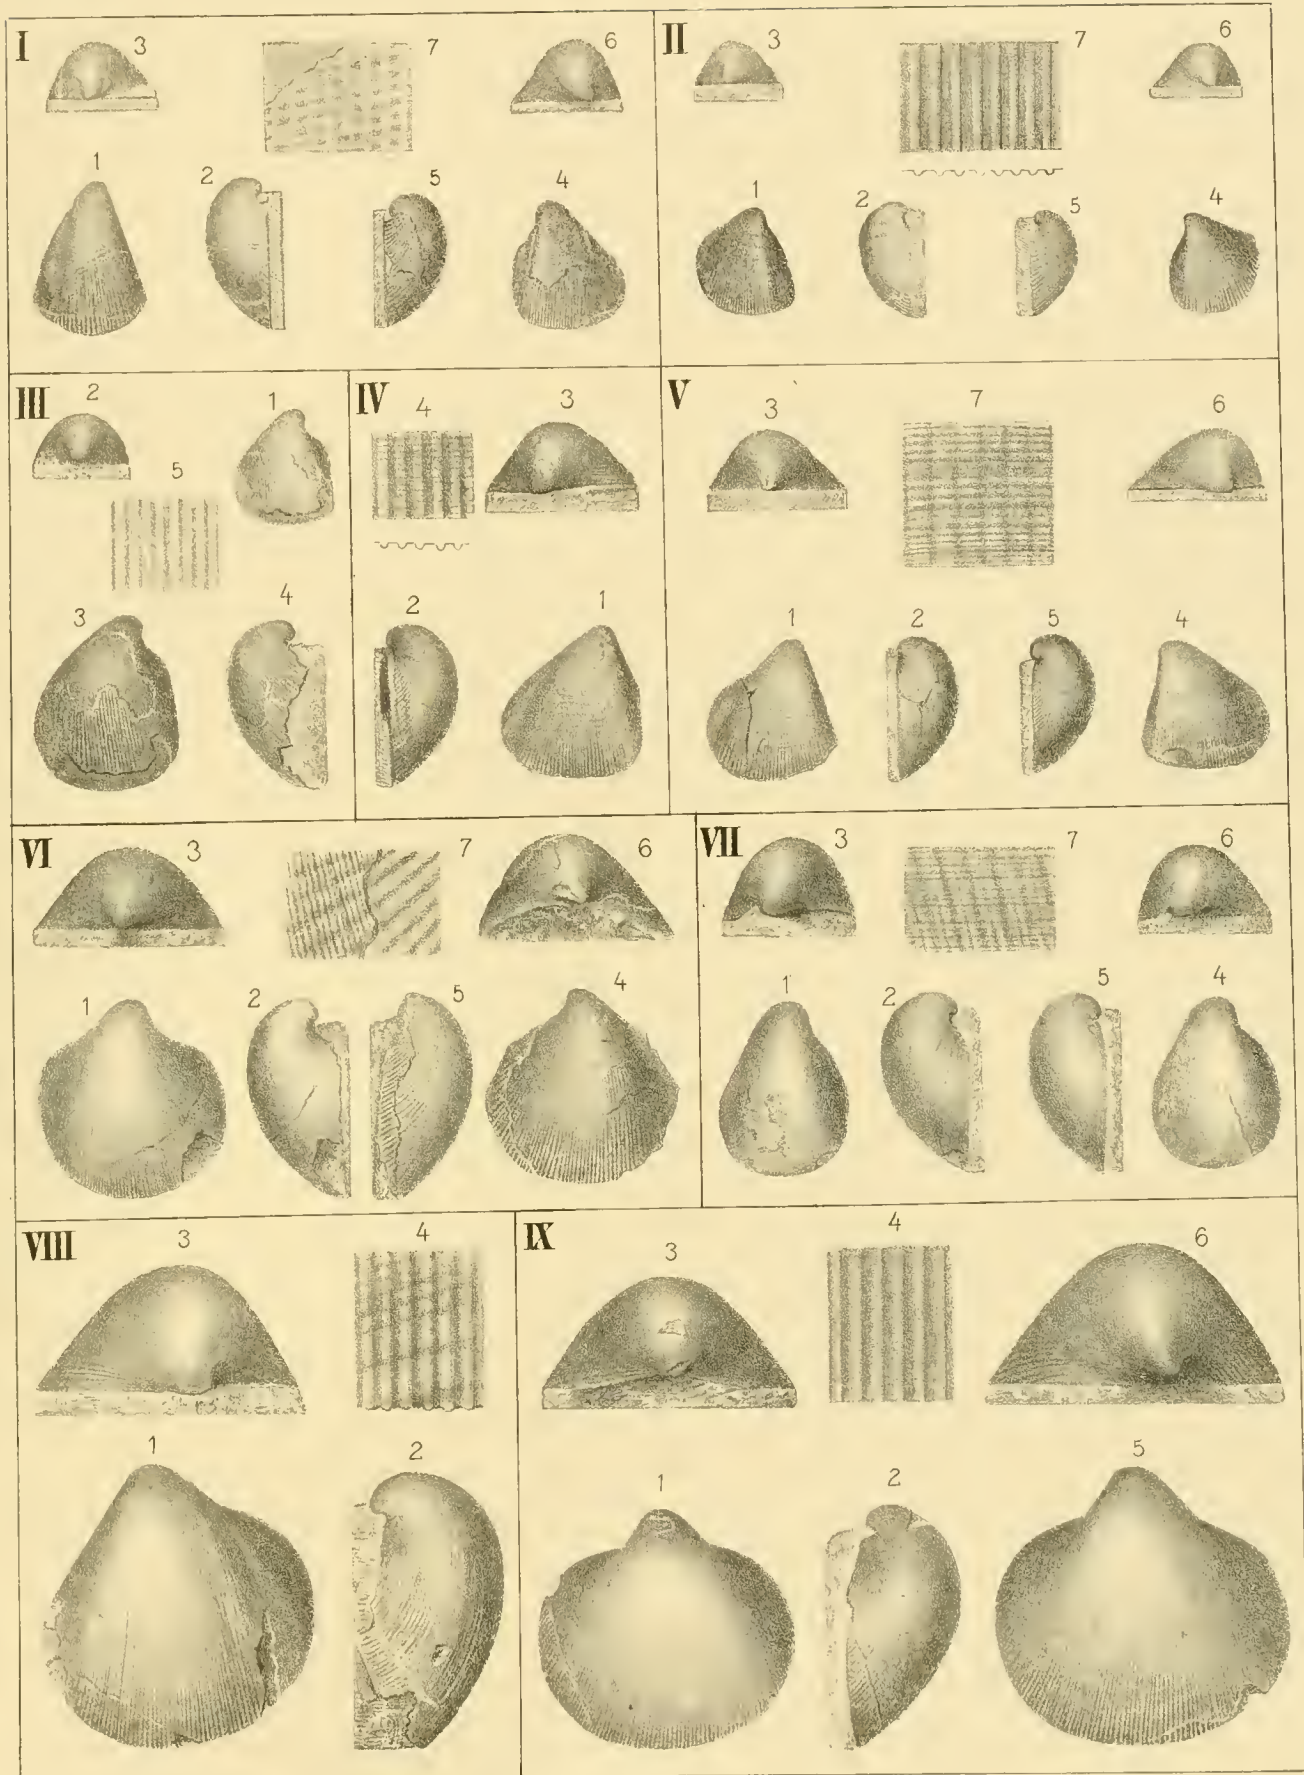 I 3 7 6
1 2 5 4
II 3 7 6
1 2 5 4
III 2 1
5
3 4
IV 4 3
2 1
V 3 7 6
1 2 5 4
VI 3 7 6
1 2 5 4
VII 3 7 6
1 2 5 4
VIII 3 4
1 2
IX 3 4 6
1 2 5